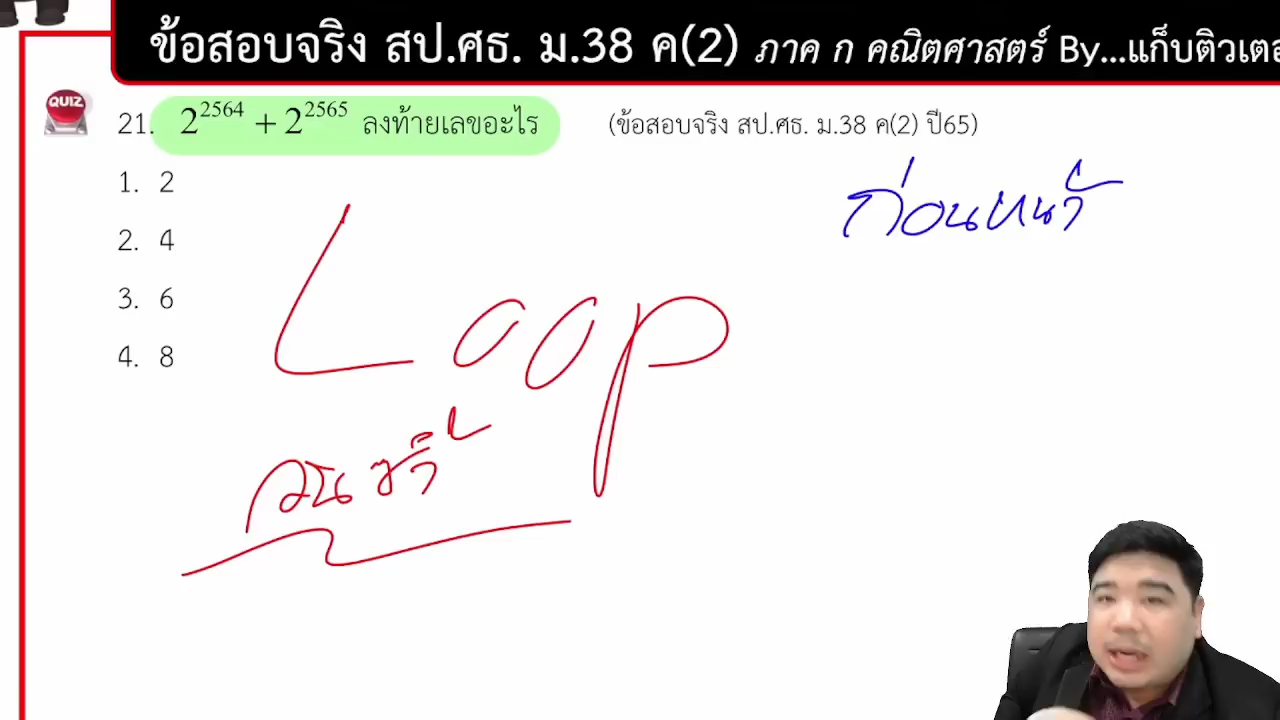 ข้อสอบจริง สป.ศธ. ม.38 ค(2) ภาค ก คณิตศาสตร์ By...แก็บติวเตอ
QUIZ
21. 2^2564 + 2^2565 ลงท้ายเลขอะไร (ข้อสอบจริง สป.ศธ. ม.38 ค(2) ปี65)
1. 2
2. 4
3. 6
4. 8
ก่อนหน้า
Loop